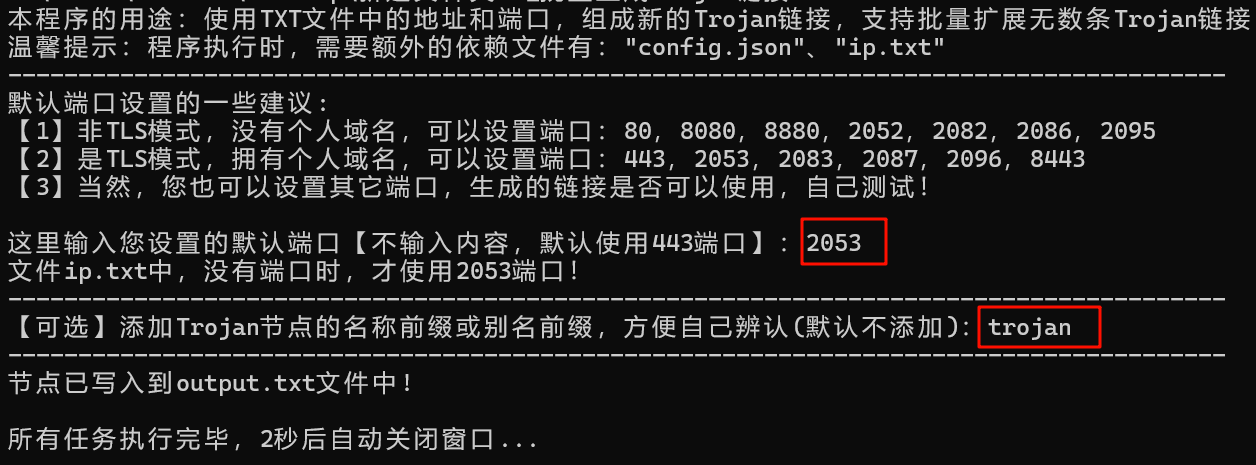 本程序的用途：使用TXT文件中的地址和端口，组成新的Trojan链接，支持批量扩展无数条Trojan链接
温馨提示：程序执行时，需要额外的依赖文件有："config.json"、"ip.txt"
---------------------------------------------------------------------------------------
默认端口设置的一些建议:
【1】非TLS模式，没有个人域名，可以设置端口：80, 8080, 8880, 2052, 2082, 2086, 2095
【2】是TLS模式，拥有个人域名，可以设置端口：443, 2053, 2083, 2087, 2096, 8443
【3】当然，您也可以设置其它端口，生成的链接是否可以使用，自己测试!
这里输入您设置的默认端口【不输入内容，默认使用443端口】：2053
文件ip.txt中，没有端口时，才使用2053端口!
---------------------------------------------------------------------------------------
【可选】添加Trojan节点的名称前缀或别名前缀，方便自己辨认(默认不添加)：trojan
---------------------------------------------------------------------------------------
节点已写入到output.txt文件中!
所有任务执行完毕，2秒后自动关闭窗口...